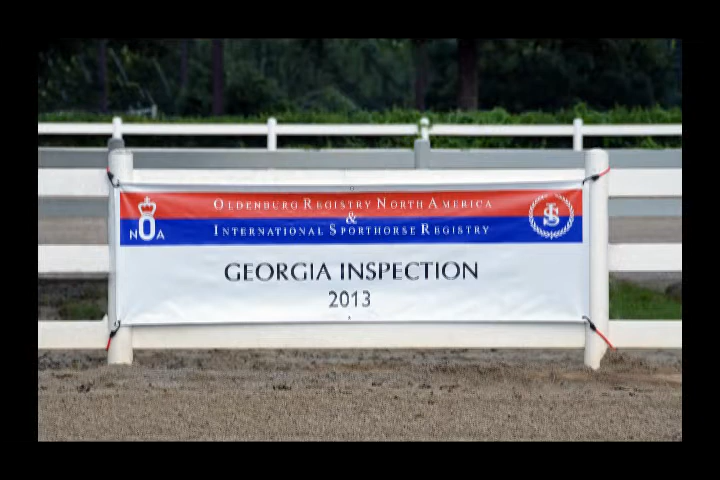 OLDENBURG REGISTRY NORTH AMERICA
&
INTERNATIONAL SPORTHORSE REGISTRY
N O A
GEORGIA INSPECTION
2013